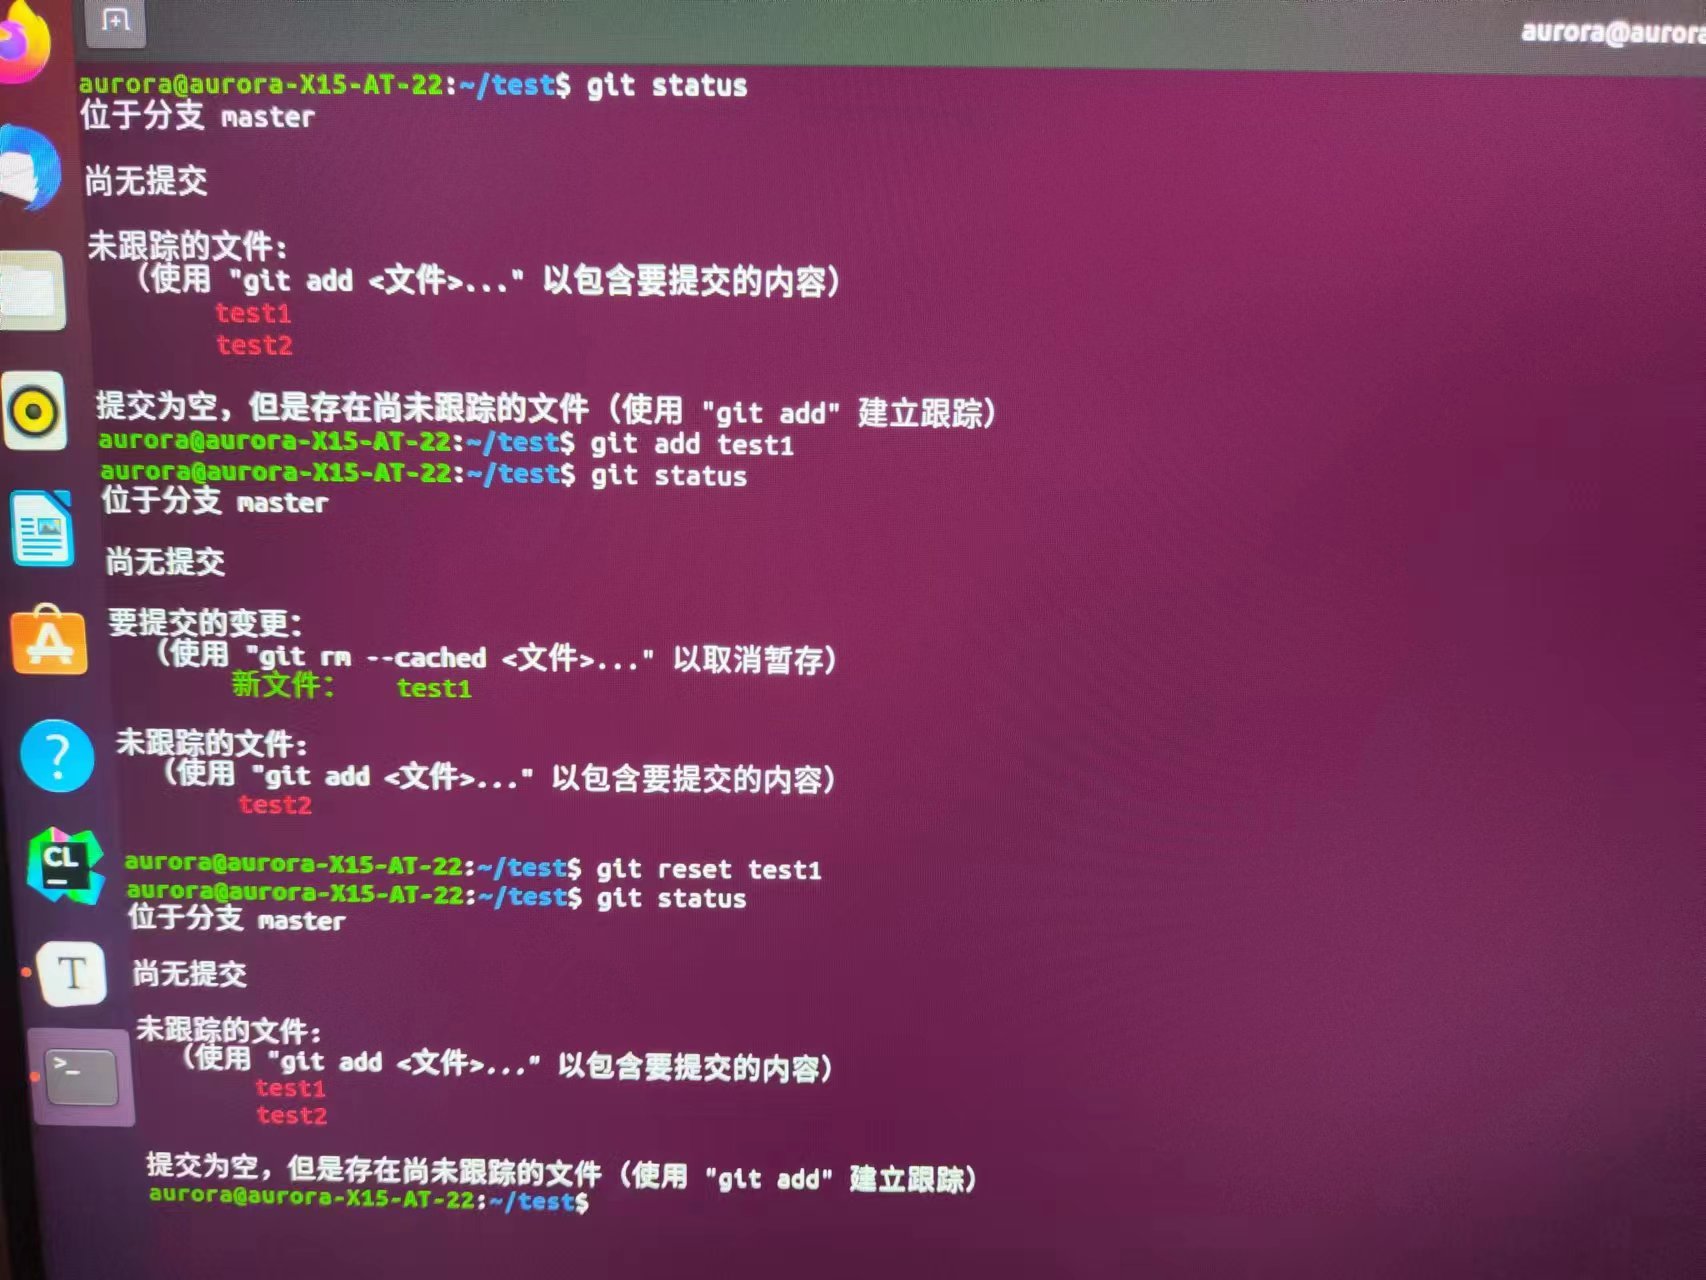 aurora@aurora
aurora@aurora-X15-AT-22:~/test$ git status
位于分支 master
尚无提交
未跟踪的文件:
（使用 "git add <文件>..." 以包含要提交的内容）
test1
test2
提交为空，但是存在尚未跟踪的文件（使用 "git add" 建立跟踪）
aurora@aurora-X15-AT-22:~/test$ git add test1
aurora@aurora-X15-AT-22:~/test$ git status
位于分支 master
尚无提交
要提交的变更：
（使用 "git rm --cached <文件>..." 以取消暂存）
新文件： test1
未跟踪的文件:
（使用 "git add <文件>..." 以包含要提交的内容）
test2
aurora@aurora-X15-AT-22:~/test$ git reset test1
aurora@aurora-X15-AT-22:~/test$ git status
位于分支 master
尚无提交
未跟踪的文件:
（使用 "git add <文件>..." 以包含要提交的内容）
test1
test2
提交为空，但是存在尚未跟踪的文件（使用 "git add" 建立跟踪）
aurora@aurora-X15-AT-22:~/test$
CL
T